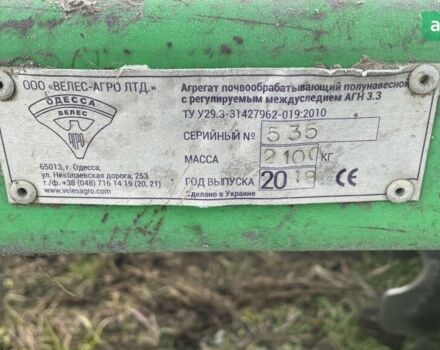 ООО «ВЕЛЕС-АГРО ЛТД.»
ОДЕССА
ВЕЛЕС
АГРО
65013, г. Одесса,
ул. Николаевская дорога, 253
т./ф. +38 (048) 716 14 19 (20, 21)
www.velesagro.com
Агрегат почвообрабатывающий полунавесной
с регулируемым междуследием АГН 3.3
ТУ У29.3-31427962-019:2010
СЕРИЙНЫЙ № 535
МАССА 2100 кг
ГОД ВЫПУСКА 2018 CE
Сделано в Украине